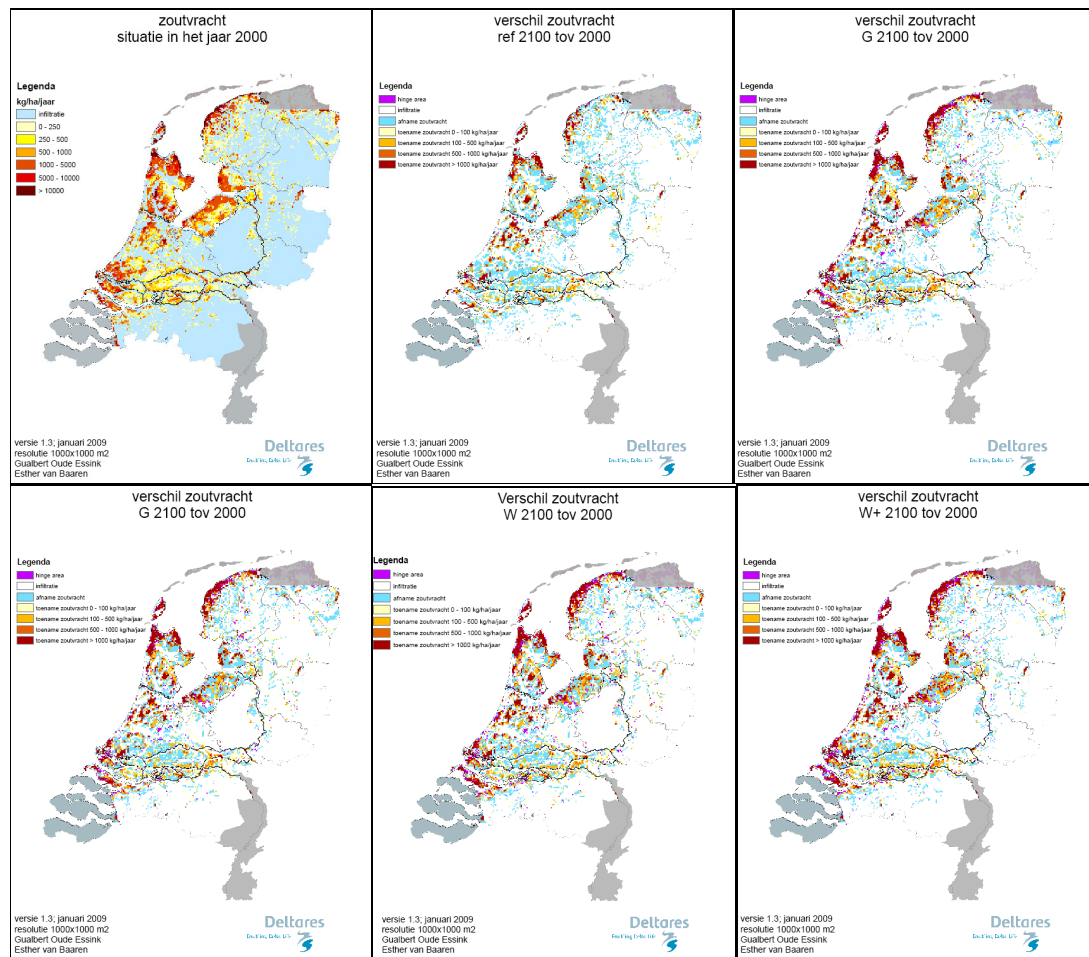 zoutvracht
situatie in het jaar 2000
Legenda
kg/ha/jaar
infiltratie
0 - 250
250 - 500
500 - 1000
1000 - 5000
5000 - 10000
> 10000
versie 1.3; januari 2009
resolutie 1000x1000 m2
Gualbert Oude Essink
Esther van Baaren
Deltares
verschil zoutvracht
ref 2100 tov 2000
Legenda
hinge area
infiltratie
afname zoutvracht
toename zoutvracht 0 - 100 kg/ha/jaar
toename zoutvracht 100 - 500 kg/ha/jaar
toename zoutvracht 500 - 1000 kg/ha/jaar
toename zoutvracht > 1000 kg/ha/jaar
versie 1.3; januari 2009
resolutie 1000x1000 m2
Gualbert Oude Essink
Esther van Baaren
Deltares
verschil zoutvracht
G 2100 tov 2000
Legenda
hinge area
infiltratie
afname zoutvracht
toename zoutvracht 0 - 100 kg/ha/jaar
toename zoutvracht 100 - 500 kg/ha/jaar
toename zoutvracht 500 - 1000 kg/ha/jaar
toename zoutvracht > 1000 kg/ha/jaar
versie 1.3; januari 2009
resolutie 1000x1000 m2
Gualbert Oude Essink
Esther van Baaren
Deltares
verschil zoutvracht
G 2100 tov 2000
Legenda
hinge area
infiltratie
afname zoutvracht
toename zoutvracht 0 - 100 kg/ha/jaar
toename zoutvracht 100 - 500 kg/ha/jaar
toename zoutvracht 500 - 1000 kg/ha/jaar
toename zoutvracht > 1000 kg/ha/jaar
versie 1.3; januari 2009
resolutie 1000x1000 m2
Gualbert Oude Essink
Esther van Baaren
Deltares
Verschil zoutvracht
W 2100 tov 2000
Legenda
hinge area
infiltratie
afname zoutvracht
toename zoutvracht 0 - 100 kg/ha/jaar
toename zoutvracht 100 - 500 kg/ha/jaar
toename zoutvracht 500 - 1000 kg/ha/jaar
toename zoutvracht > 1000 kg/ha/jaar
versie 1.3; januari 2009
resolutie 1000x1000 m2
Gualbert Oude Essink
Esther van Baaren
Deltares
verschil zoutvracht
W+ 2100 tov 2000
Legenda
hinge area
infiltratie
afname zoutvracht
toename zoutvracht 0 - 100 kg/ha/jaar
toename zoutvracht 100 - 500 kg/ha/jaar
toename zoutvracht 500 - 1000 kg/ha/jaar
toename zoutvracht > 1000 kg/ha/jaar
versie 1.3; januari 2009
resolutie 1000x1000 m2
Gualbert Oude Essink
Esther van Baaren
Deltares